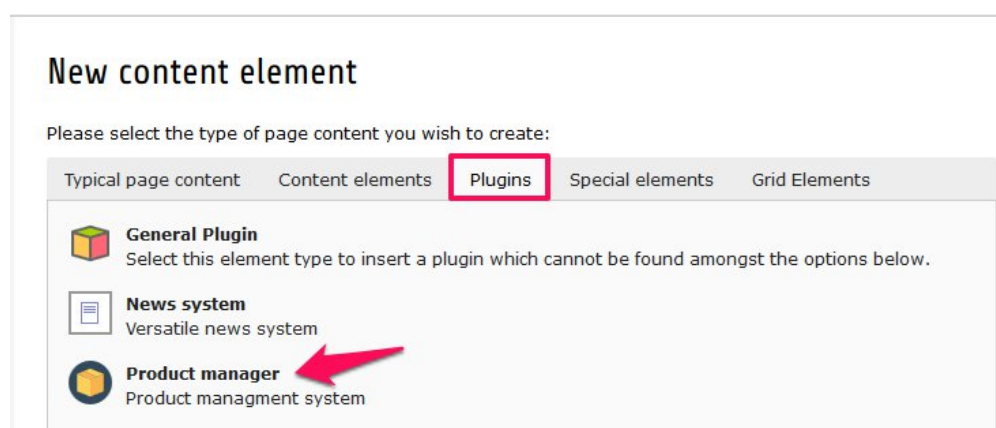 New content element
Please select the type of page content you wish to create:
Typical page content Content elements Plugins Special elements Grid Elements
General Plugin
Select this element type to insert a plugin which cannot be found amongst the options below.
News system
Versatile news system
Product manager
Product managment system